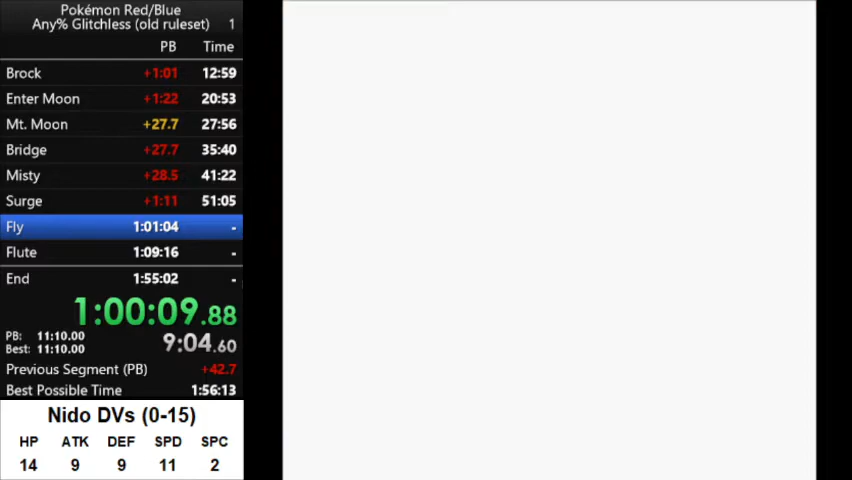 Pokémon Red/Blue
Any% Glitchless (old ruleset) 1
PB Time
Brock +1:01 12:59
Enter Moon +1:22 20:53
Mt. Moon +27.7 27:56
Bridge +27.7 35:40
Misty +28.5 41:22
Surge +1:11 51:05
Fly 1:01:04 -
Flute 1:09:16 -
End 1:55:02 -
1:00:09.88
PB: 11:10.00
Best: 11:10.00
9:04.60
Previous Segment (PB) +42.7
Best Possible Time 1:56:13
Nido DVs (0-15)
HP ATK DEF SPD SPC
14 9 9 11 2